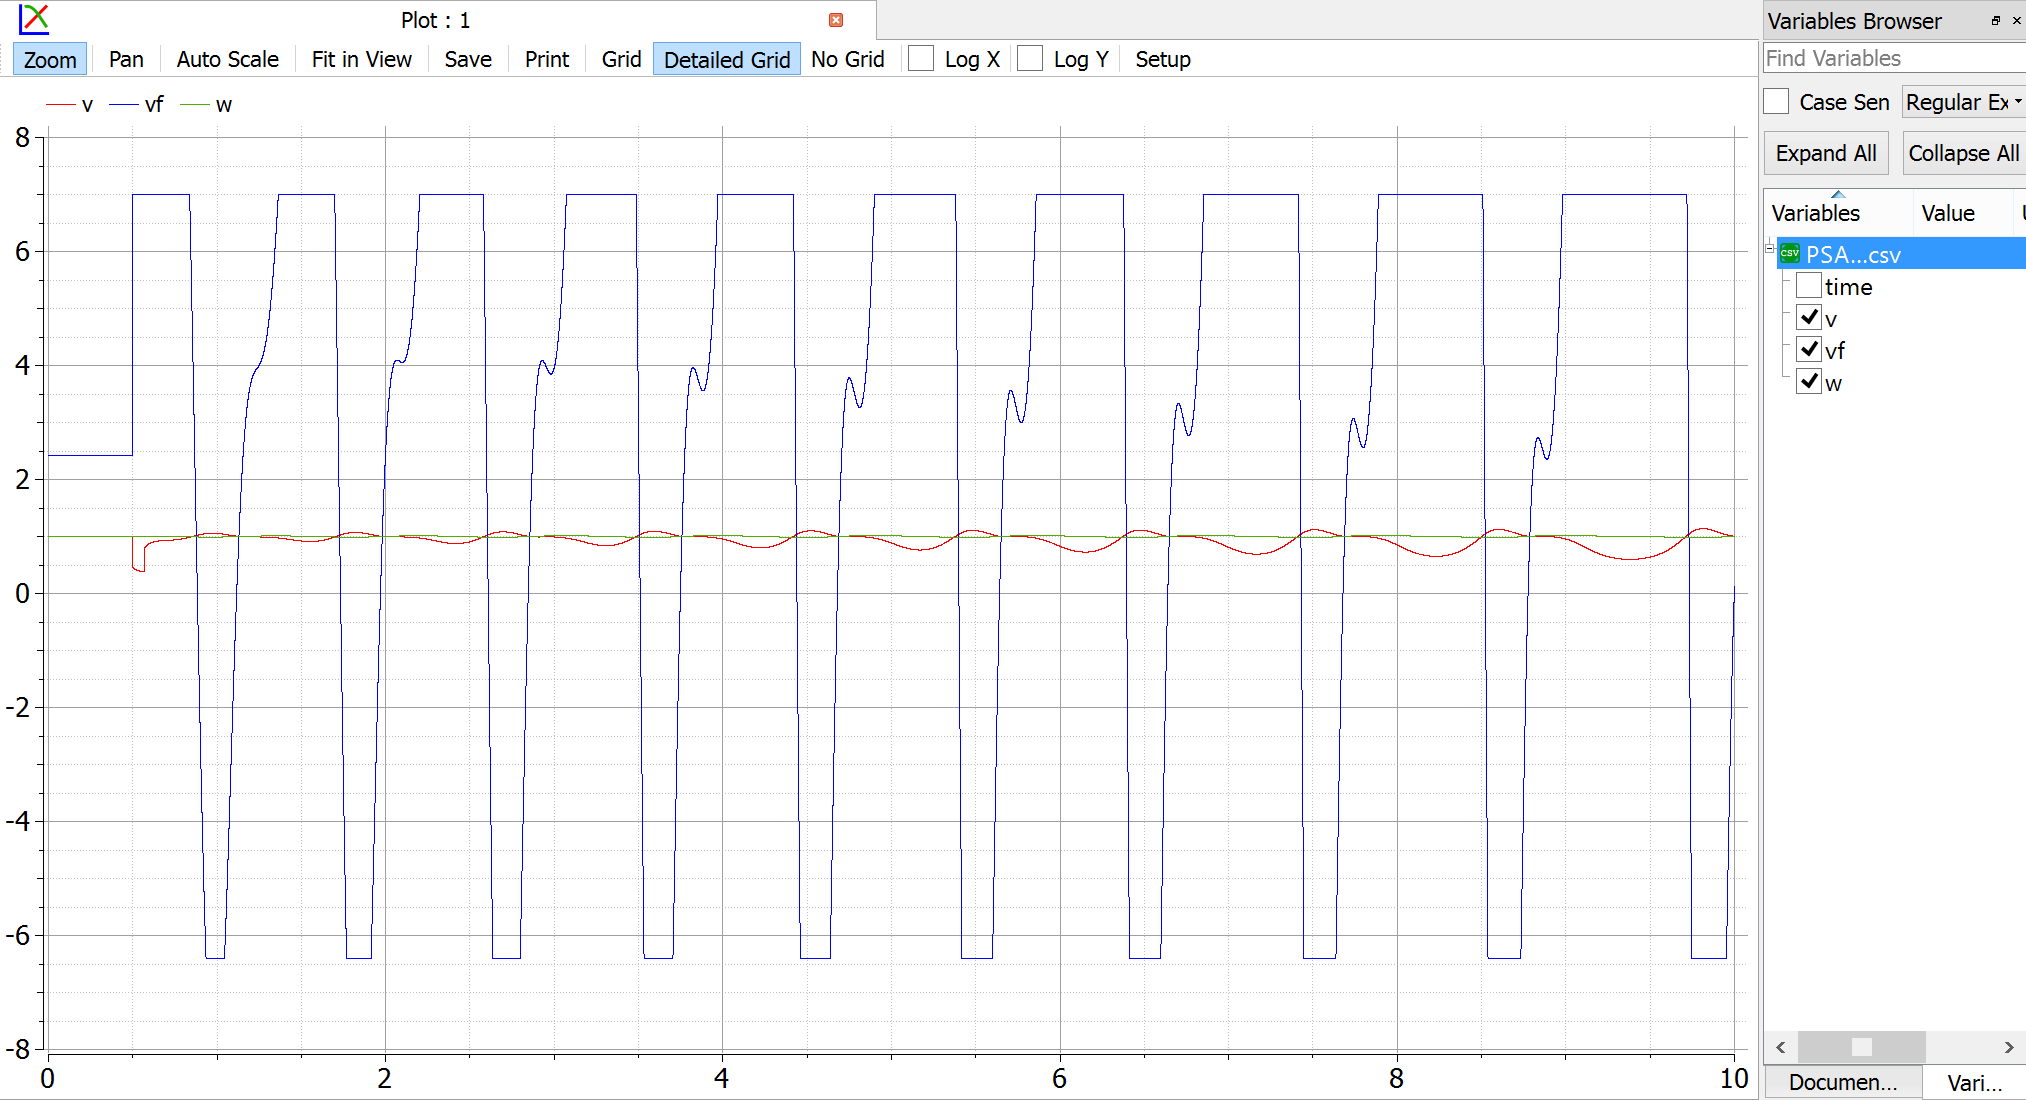 Plot : 1
Variables Browser
Zoom Pan Auto Scale Fit in View Save Print Grid Detailed Grid No Grid Log X Log Y Setup
Find Variables
v vf w
Case Sen Regular Ex
Expand All Collapse All
Variables Value
CSV PSA...csv
time
v
vf
w
8
6
4
2
0
-2
-4
-6
-8
0 2 4 6 8 10
Documen... Vari...